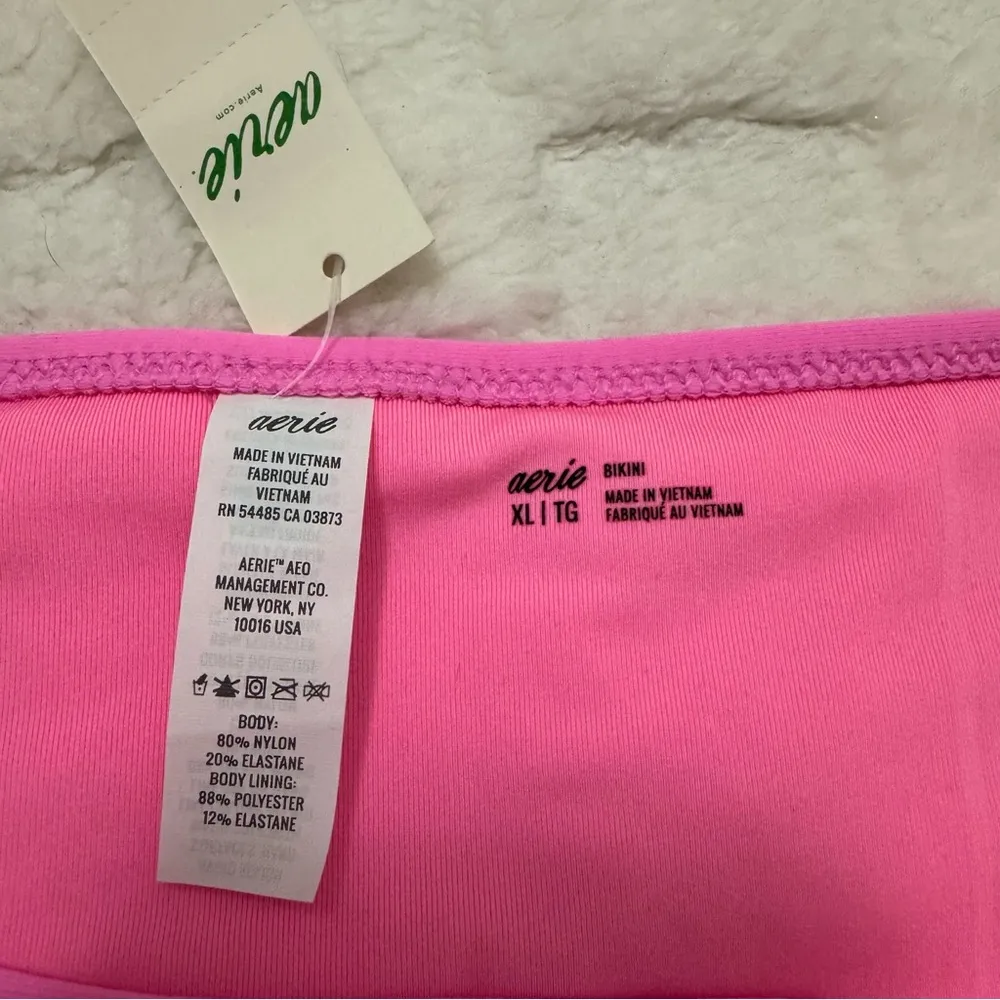 aerie
Aerie.com
aerie
MADE IN VIETNAM
FABRIQUÉ AU
VIETNAM
RN 54485 CA 03873
AERIE™ AEO
MANAGEMENT CO.
NEW YORK, NY
10016 USA
BODY:
80% NYLON
20% ELASTANE
BODY LINING:
88% POLYESTER
12% ELASTANE
aerie BIKINI
XL | TG MADE IN VIETNAM
FABRIQUÉ AU VIETNAM